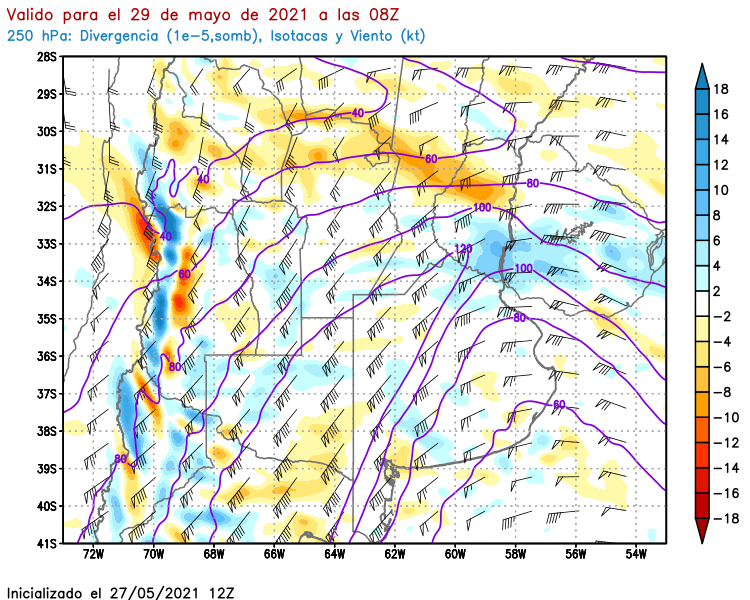 Valido para el 29 de mayo de 2021 a las 08Z
250 hPa: Divergencia (1e-5,somb), Isotacas y Viento (kt)
28S
29S
30S
31S
32S
33S
34S
35S
36S
37S
38S
39S
40S
41S
72W 70W 68W 66W 64W 62W 60W 58W 56W 54W
40
60
40
80
100
40
120
60
100
80
80
60
80
18
16
14
12
10
8
6
4
2
-2
-4
-6
-8
-10
-12
-14
-16
-18
Inicializado el 27/05/2021 12Z